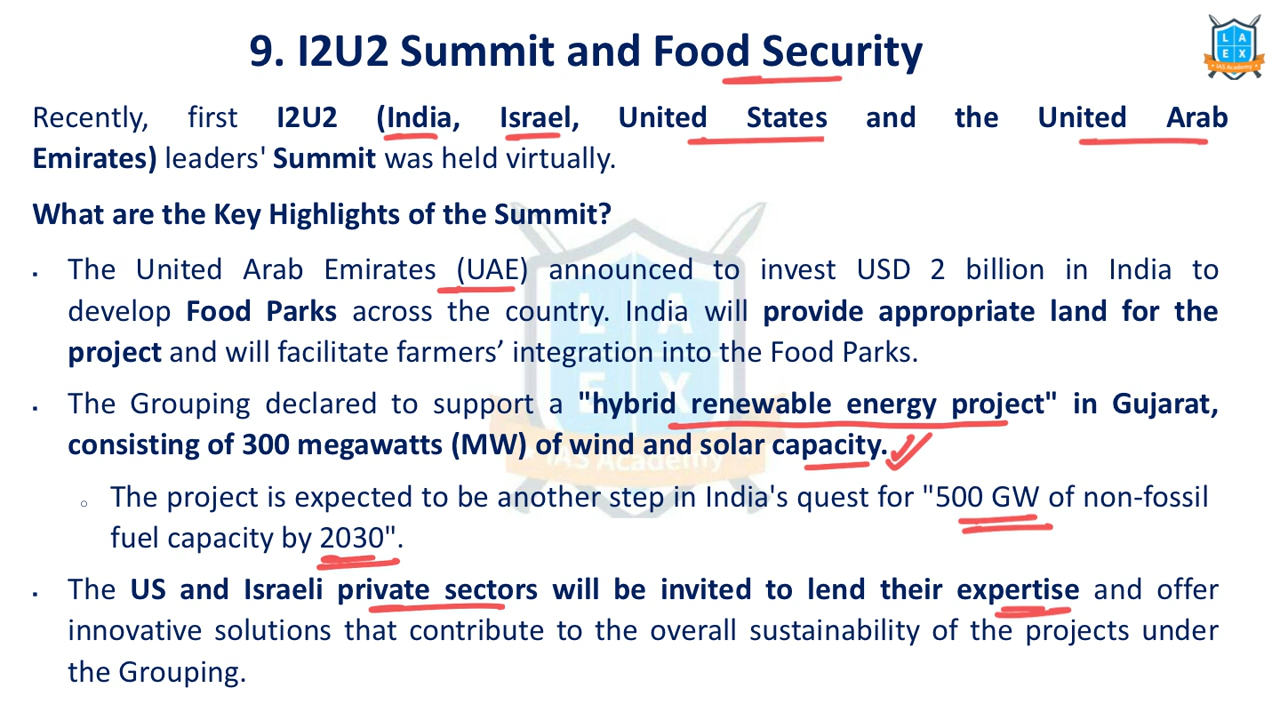 9. I2U2 Summit and Food Security
L A
E X
IAS Academy
Recently, first I2U2 (India, Israel, United States and the United Arab
Emirates) leaders' Summit was held virtually.
What are the Key Highlights of the Summit?
▪ The United Arab Emirates (UAE) announced to invest USD 2 billion in India to
develop Food Parks across the country. India will provide appropriate land for the
project and will facilitate farmers’ integration into the Food Parks.
▪ The Grouping declared to support a "hybrid renewable energy project" in Gujarat,
consisting of 300 megawatts (MW) of wind and solar capacity.
○ The project is expected to be another step in India's quest for "500 GW of non-fossil
fuel capacity by 2030".
▪ The US and Israeli private sectors will be invited to lend their expertise and offer
innovative solutions that contribute to the overall sustainability of the projects under
the Grouping.
L A
E X
IAS Academy